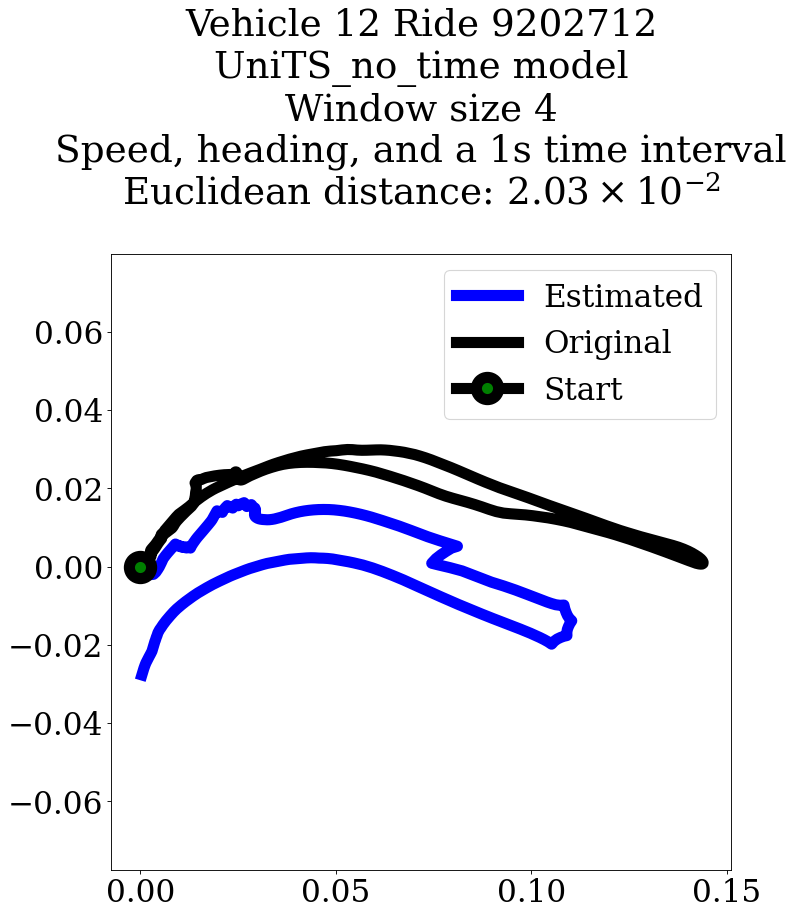 Vehicle 12 Ride 9202712
UniTS_no_time model
Window size 4
Speed, heading, and a 1s time interval
Euclidean distance: 2.03 × 10⁻²
Estimated
Original
Start
0.06
0.04
0.02
0.00
−0.02
−0.04
−0.06
0.00 0.05 0.10 0.15